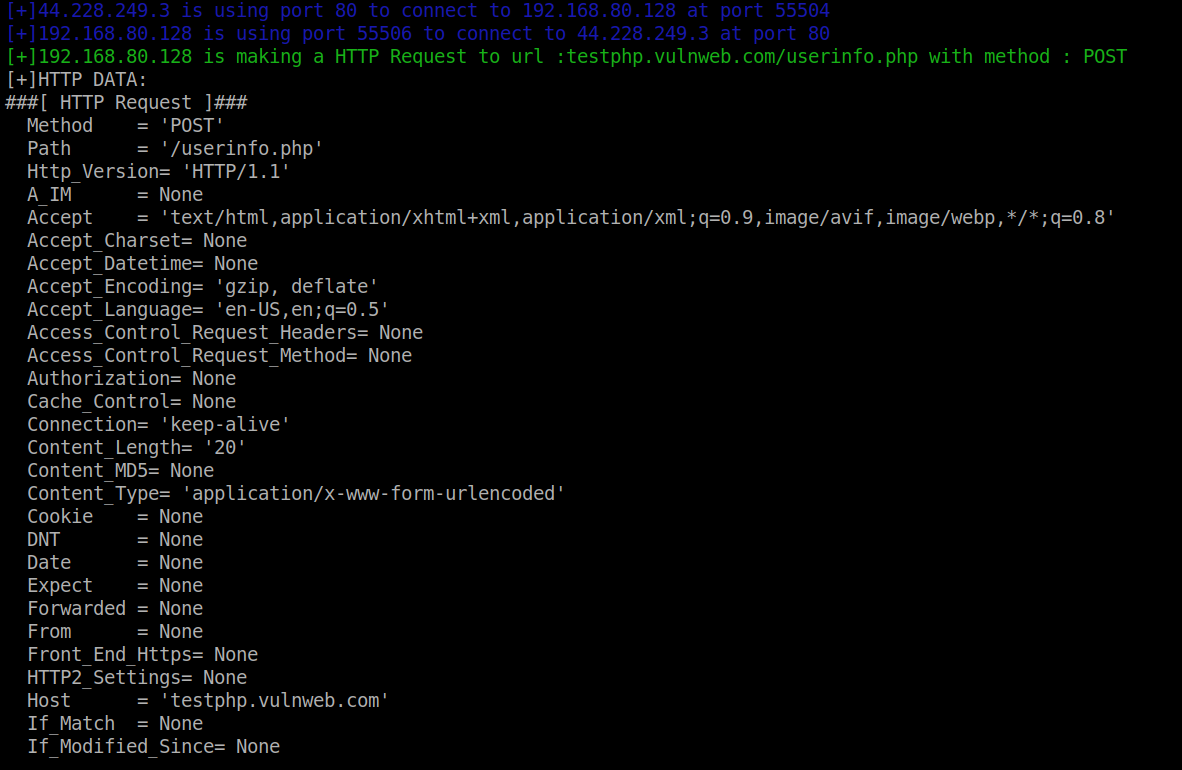 [+]44.228.249.3 is using port 80 to connect to 192.168.80.128 at port 55504
[+]192.168.80.128 is using port 55506 to connect to 44.228.249.3 at port 80
[+]192.168.80.128 is making a HTTP Request to url :testphp.vulnweb.com/userinfo.php with method : POST
[+]HTTP DATA:
###[ HTTP Request ]###
  Method    = 'POST'
  Path      = '/userinfo.php'
  Http_Version= 'HTTP/1.1'
  A_IM      = None
  Accept    = 'text/html,application/xhtml+xml,application/xml;q=0.9,image/avif,image/webp,*/*;q=0.8'
  Accept_Charset= None
  Accept_Datetime= None
  Accept_Encoding= 'gzip, deflate'
  Accept_Language= 'en-US,en;q=0.5'
  Access_Control_Request_Headers= None
  Access_Control_Request_Method= None
  Authorization= None
  Cache_Control= None
  Connection= 'keep-alive'
  Content_Length= '20'
  Content_MD5= None
  Content_Type= 'application/x-www-form-urlencoded'
  Cookie    = None
  DNT       = None
  Date      = None
  Expect    = None
  Forwarded = None
  From      = None
  Front_End_Https= None
  HTTP2_Settings= None
  Host      = 'testphp.vulnweb.com'
  If_Match  = None
  If_Modified_Since= None